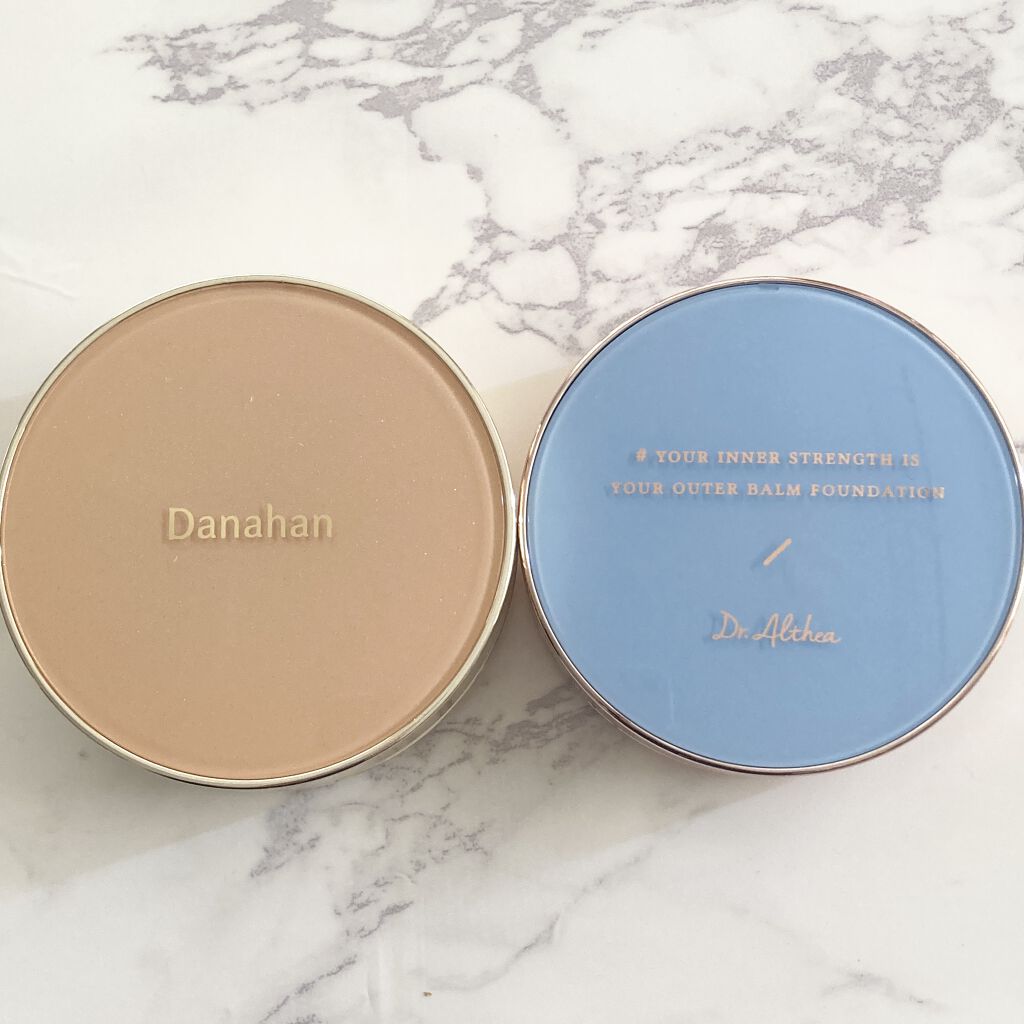 Danahan
# YOUR INNER STRENGTH IS
YOUR OUTER BALM FOUNDATION
Dr. Althea